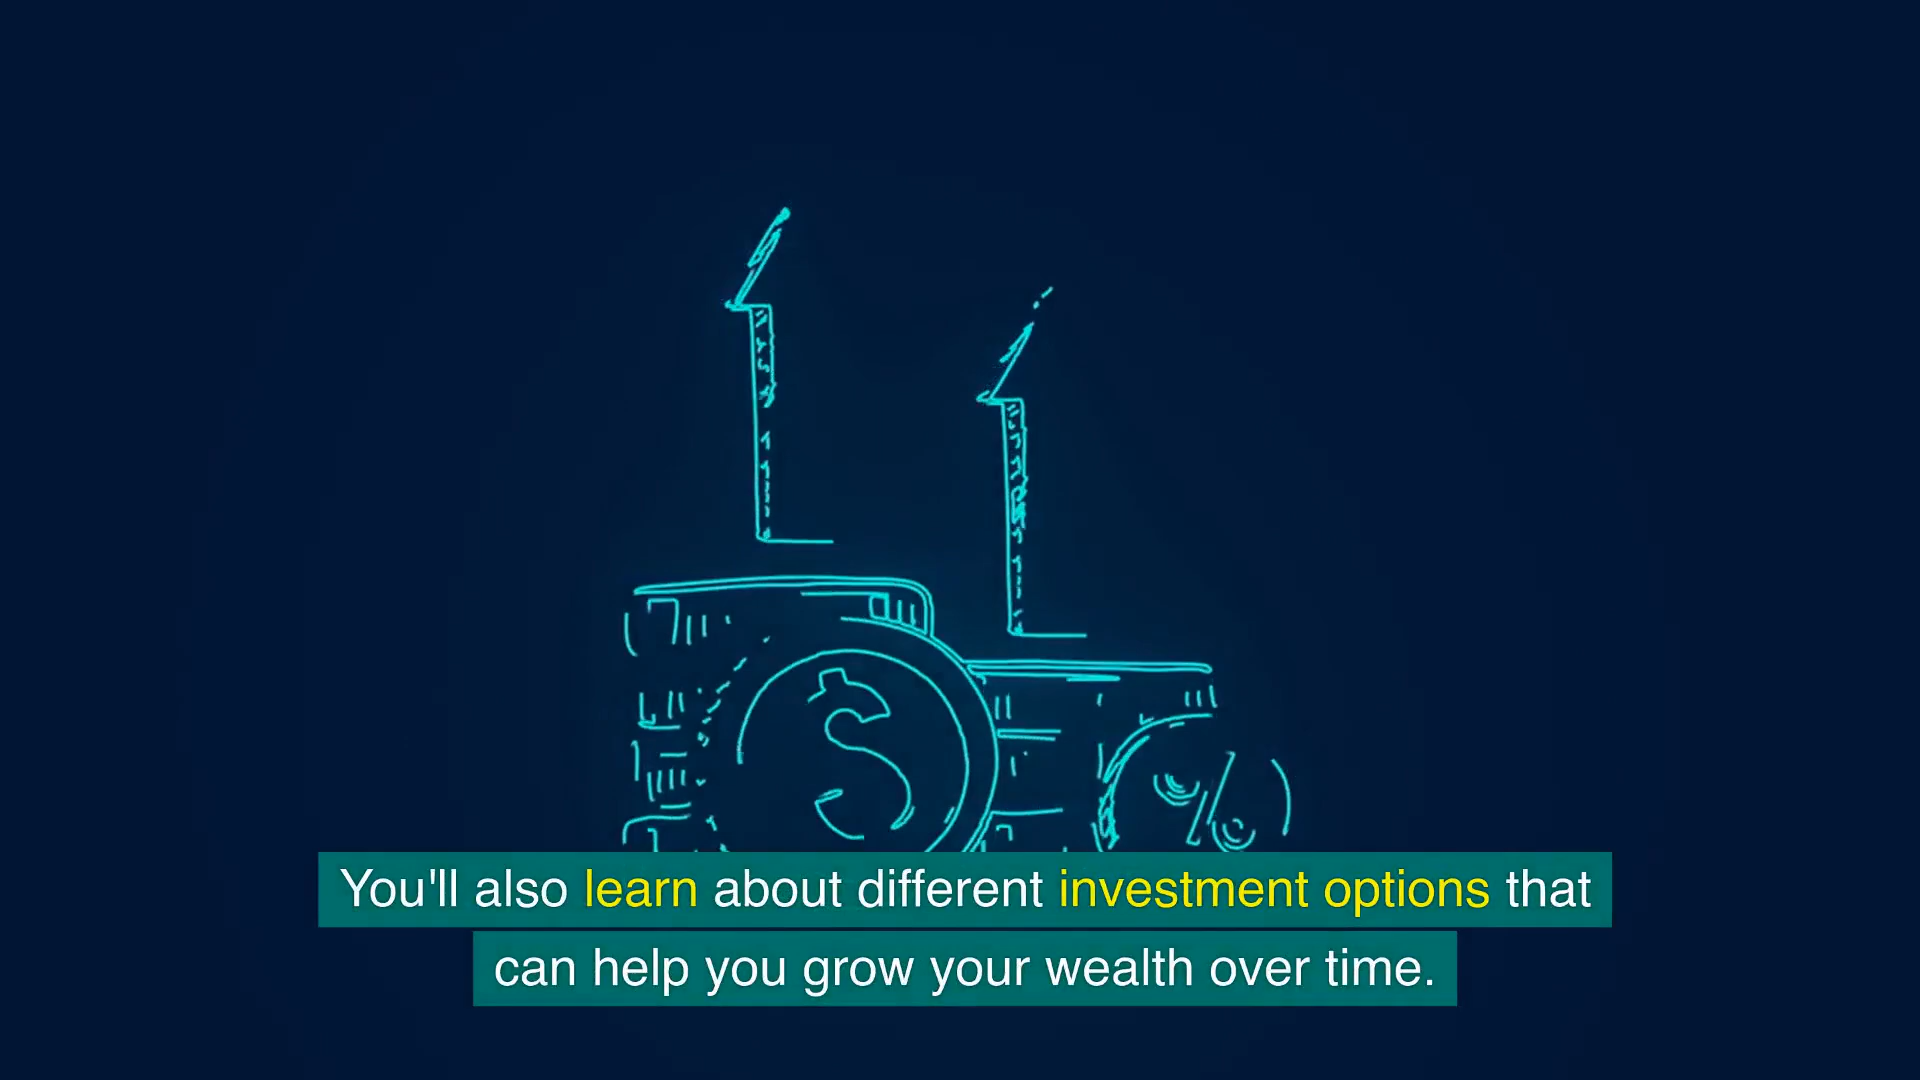 $
%
You'll also learn about different investment options that
can help you grow your wealth over time.